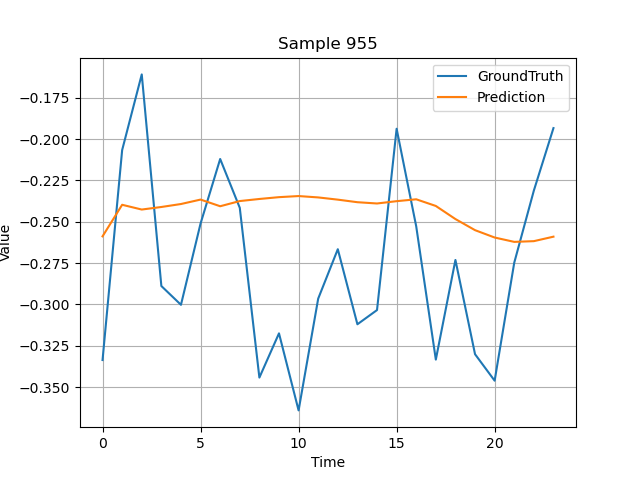 Sample 955
GroundTruth
Prediction
−0.175
−0.200
−0.225
−0.250
−0.275
−0.300
−0.325
−0.350
Value
0 5 10 15 20
Time